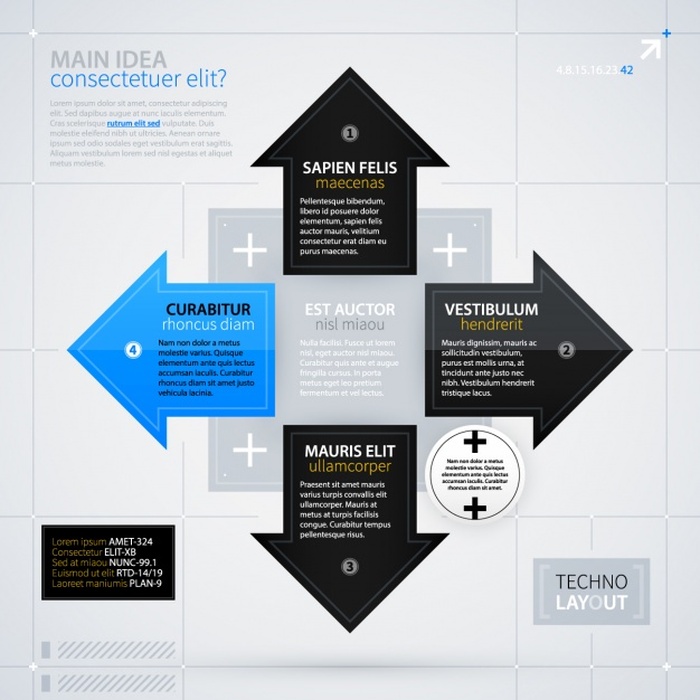 MAIN IDEA
consectetuer elit?
Lorem ipsum dolor sit amet, consectetur adipiscing
elit. Sed dapibus augue at nunc iaculis elementum.
Cras scelerisque rutrum elit sed vulputate. Duis
molestie eleifend nibh ut ultricies. Aenean ornare
ipsum sed odio sodales egestas in eget augue.
Aliquam vestibulum lorem sed nisl egestas et aliquet
metus molestie.
4.8.15.16.23.42
1
SAPIEN FELIS
maecenas
Pellentesque bibendum,
libero id posuere dolor
elementum, sapien felis
auctor mauris, velitium
consectetur erat diam eu
purus maecenas.
CURABITUR
rhoncus diam
4
Nam non dolor a metus
molestie varius. Quisque
elementum ante quis lectus
accumsan iaculis. Curabitur
rhoncus diam sit amet justo
vehicula lacinia.
EST AUCTOR
nisl miaou
Nulla facilisi. Fusce ut lorem
nisl, eget auctor nisl miaou.
Curabitur enim ante et augue
fringilla cursus. In erat
metus eget leo pretium
fermentum et vel lectus.
VESTIBULUM
hendrerit
2
Mauris dignissim, mauris ac
sollicitudin vestibulum,
purus est mollis urna, at
tincidunt ante justo nec
nibh. Vestibulum hendrerit
tristique lacus.
MAURIS ELIT
ullamcorper
Praesent sit amet mauris
varius turpis convallis elit
ullamcorper. Mauris at
metus at turpis facilisis
congue. Curabitur tempus
pellentesque risus.
3
Nam non dolor a metus
molestie varius. Quisque
elementum ante quis lectus
accumsan iaculis. Curabitur
rhoncus diam sit amet.
Lorem ipsum AMET-324
Consectetur ELIT-XB
Sed at miaou NUNC-99.1
Euismod ut elit RTD-14/19
Laoreet maniumis PLAN-9
TECHNO
LAYOUT